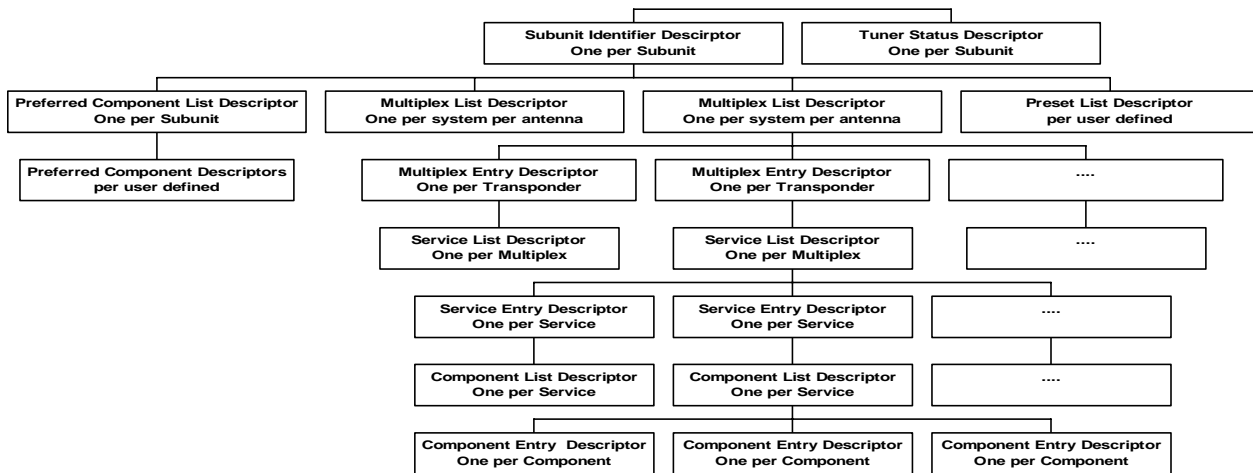 Subunit Identifier Descirptor
One per Subunit
Tuner Status Descriptor
One per Subunit
Preferred Component List Descriptor
One per Subunit
Multiplex List Descriptor
One per system per antenna
Multiplex List Descriptor
One per system per antenna
Preset List Descriptor
per user defined
Preferred Component Descriptors
per user defined
Multiplex Entry Descriptor
One per Transponder
Multiplex Entry Descriptor
One per Transponder
....
Service List Descriptor
One per Multiplex
Service List Descriptor
One per Multiplex
....
Service Entry Descriptor
One per Service
Service Entry Descriptor
One per Service
....
Component List Descriptor
One per Service
Component List Descriptor
One per Service
....
Component Entry Descriptor
One per Component
Component Entry Descriptor
One per Component
Component Entry Descriptor
One per Component